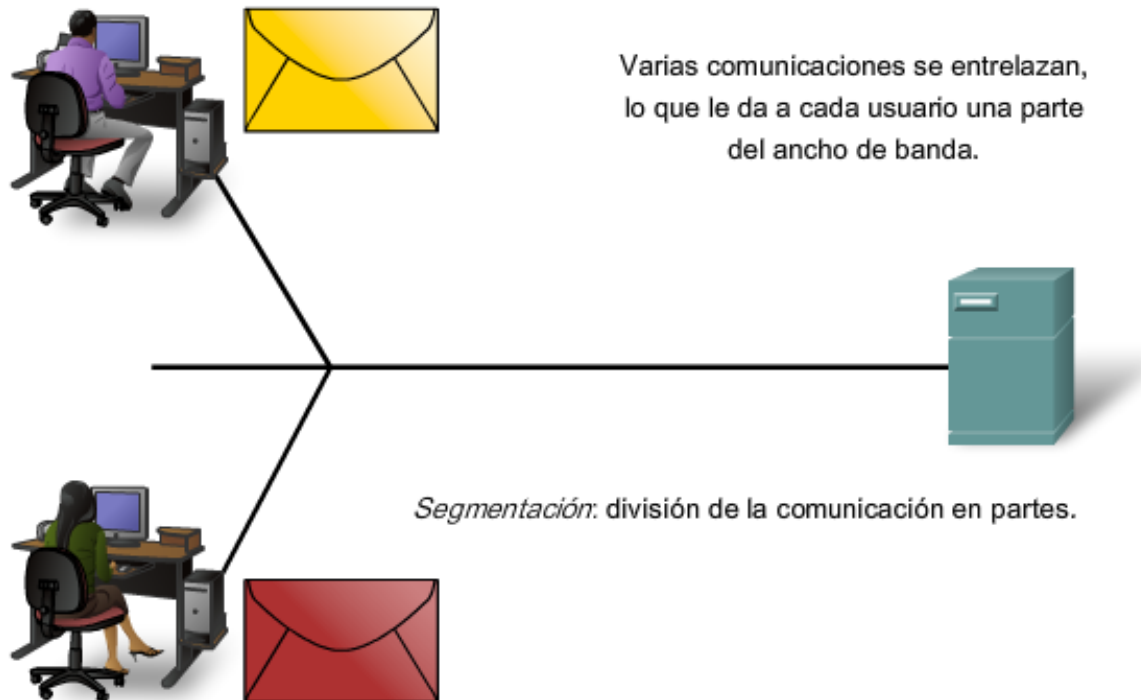 Varias comunicaciones se entrelazan,
lo que le da a cada usuario una parte
del ancho de banda.
Segmentación: división de la comunicación en partes.